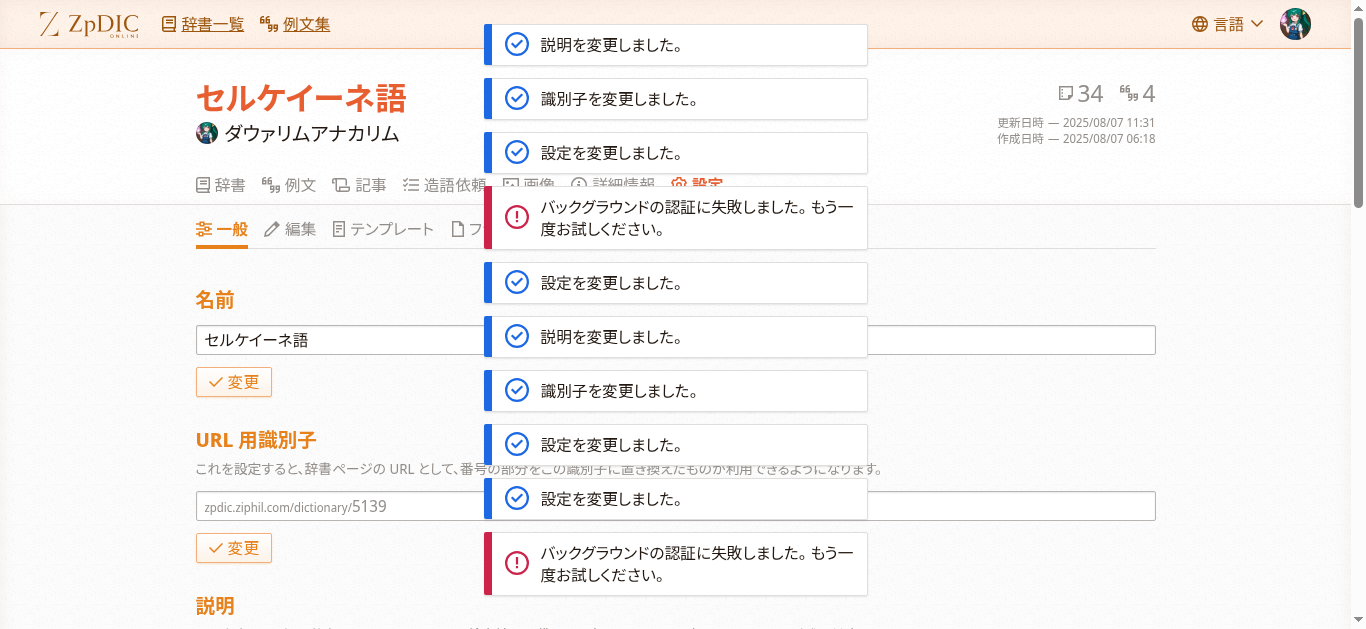 ZpDIC
ONLINE
辞書一覧
例文集
言語
説明を変更しました。
識別子を変更しました。
設定を変更しました。
バックグラウンドの認証に失敗しました。もう一
度お試しください。
設定を変更しました。
説明を変更しました。
識別子を変更しました。
設定を変更しました。
設定を変更しました。
バックグラウンドの認証に失敗しました。もう一
度お試しください。
セルケイーネ語
ダウァリムアナカリム
34
4
更新日時 — 2025/08/07 11:31
作成日時 — 2025/08/07 06:18
辞書
例文
記事
造語依頼
画像
詳細情報
設定
一般
編集
テンプレート
フ
名前
セルケイーネ語
変更
URL 用識別子
これを設定すると、辞書ページの URL として、番号の部分をこの識別子に置き換えたものが利用できるようになります。
zpdic.ziphil.com/dictionary/5139
変更
説明